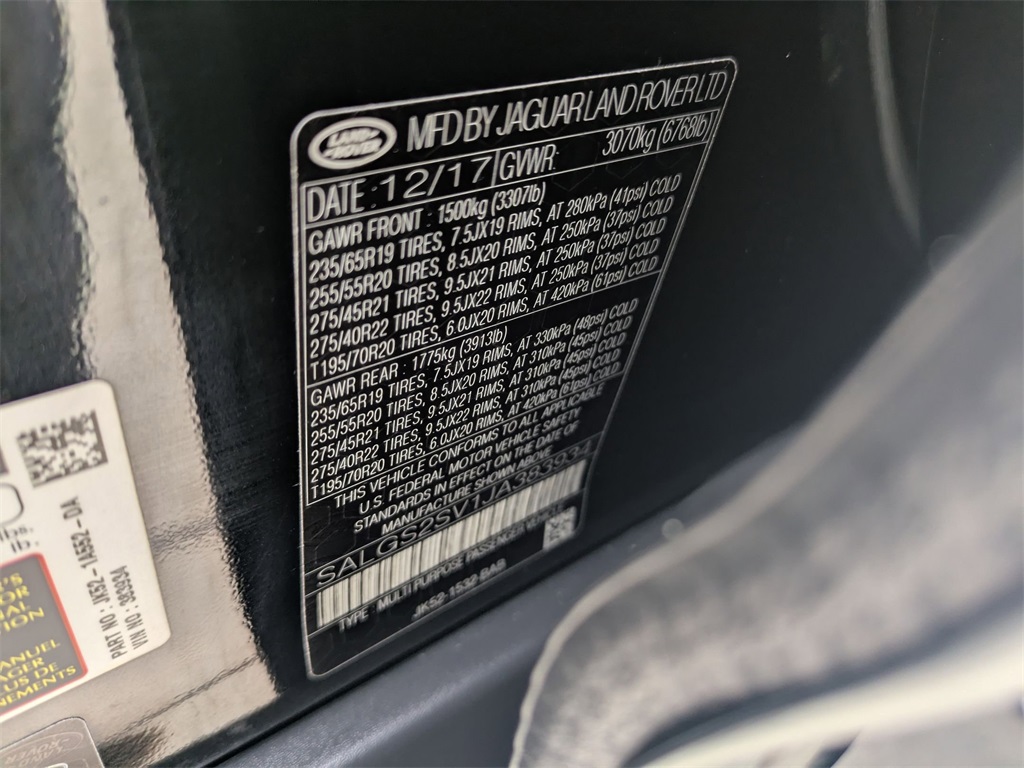 LAND ROVER MFD BY JAGUAR LAND ROVER LTD
DATE : 12/17 GVWR: 3070kg (6768lb)
GAWR FRONT : 1500kg (3307lb)
235/65R19 TIRES, 7.5JX19 RIMS, AT 280kPa (41psi) COLD
255/55R20 TIRES, 8.5JX20 RIMS, AT 250kPa (37psi) COLD
275/45R21 TIRES, 9.5JX21 RIMS, AT 250kPa (37psi) COLD
275/40R22 TIRES, 9.5JX22 RIMS, AT 250kPa (37psi) COLD
T195/70R20 TIRES, 6.0JX20 RIMS, AT 420kPa (61psi) COLD
GAWR REAR : 1775kg (3913lb)
235/65R19 TIRES, 7.5JX19 RIMS, AT 330kPa (48psi) COLD
255/55R20 TIRES, 8.5JX20 RIMS, AT 310kPa (45psi) COLD
275/45R21 TIRES, 9.5JX21 RIMS, AT 310kPa (45psi) COLD
275/40R22 TIRES, 9.5JX22 RIMS, AT 310kPa (45psi) COLD
T195/70R20 TIRES, 6.0JX20 RIMS, AT 420kPa (61psi) COLD
THIS VEHICLE CONFORMS TO ALL APPLICABLE
U.S. FEDERAL MOTOR VEHICLE SAFETY
STANDARDS IN EFFECT ON THE DATE OF
MANUFACTURE SHOWN ABOVE
SALGS2SV1JA383934
TYPE : MULTI PURPOSE PASSENGER VEHICLE
JK52-1532-BAB
PART NO : JK52-1A592-DA
VIN NO : 383934
lbs.
lb.
ANUEL
AGER
LUS DE
NEMENTS